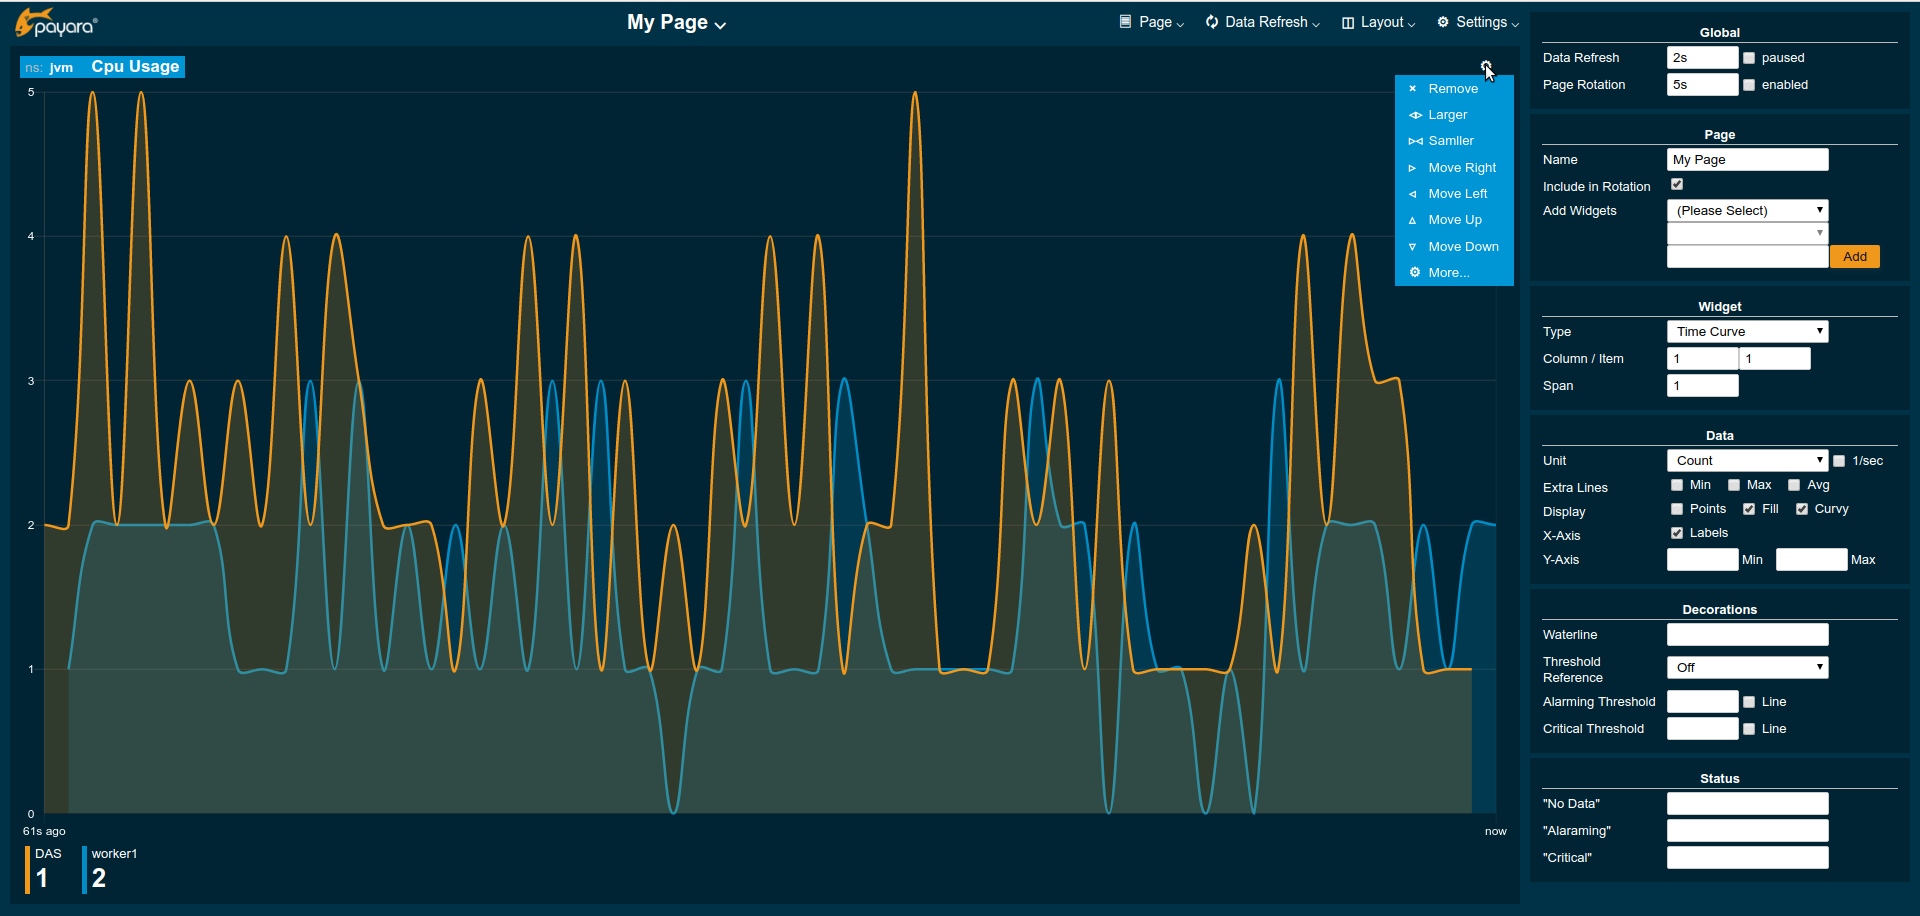 payara®
My Page
Page
Data Refresh
Layout
Settings
ns: jvm Cpu Usage
Remove
Larger
Samller
Move Right
Move Left
Move Up
Move Down
More...
5
4
3
2
1
0
61s ago
now
DAS
1
worker1
2
Global
Data Refresh 2s paused
Page Rotation 5s enabled
Page
Name My Page
Include in Rotation
Add Widgets (Please Select)
Add
Widget
Type Time Curve
Column / Item 1 1
Span 1
Data
Unit Count 1/sec
Extra Lines Min Max Avg
Display Points Fill Curvy
X-Axis Labels
Y-Axis Min Max
Decorations
Waterline
Threshold
Reference Off
Alarming Threshold Line
Critical Threshold Line
Status
"No Data"
"Alaraming"
"Critical"